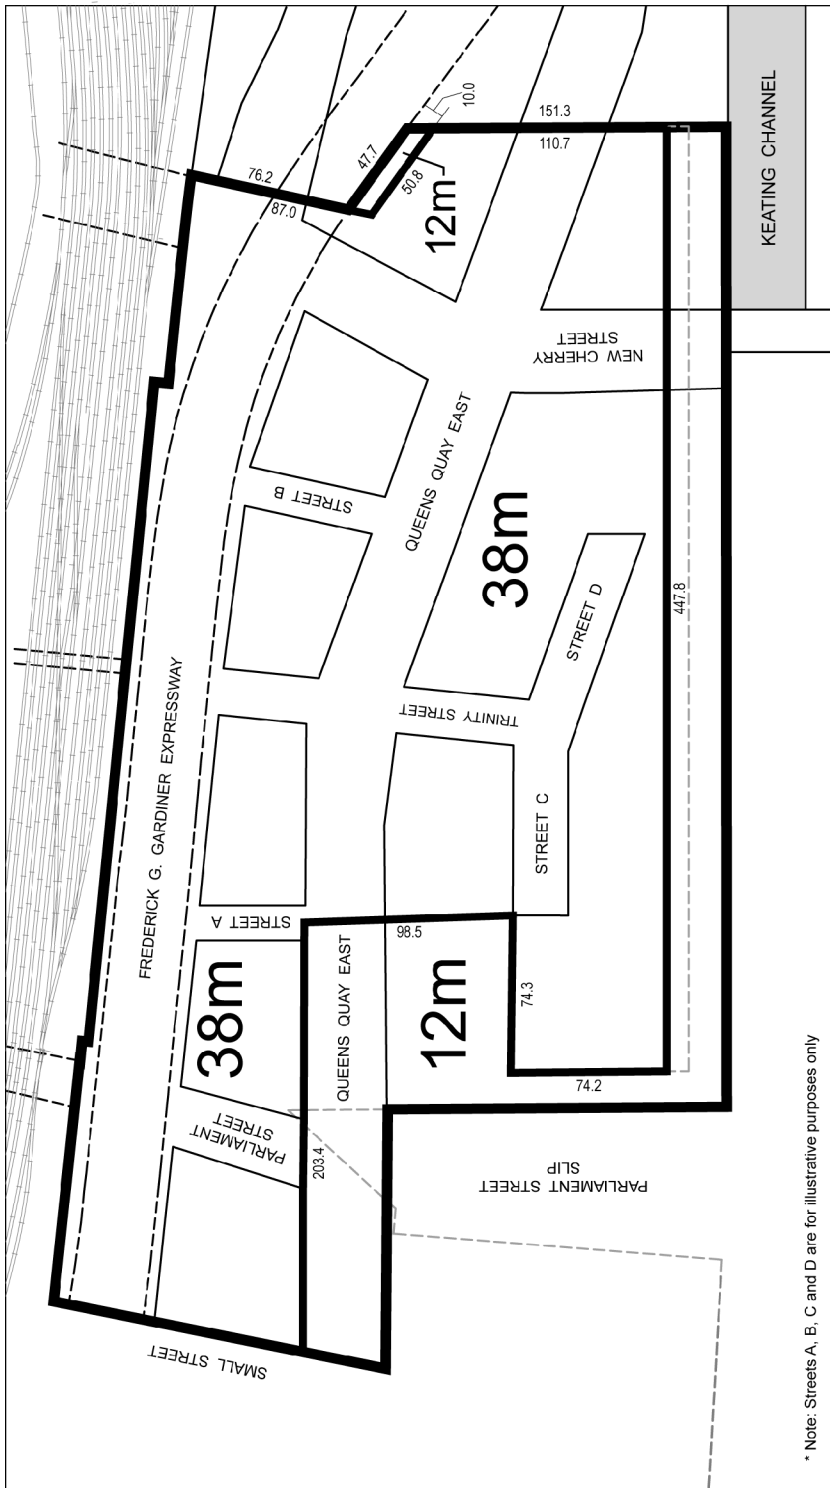 10.0
151.3
47.7
76.2
110.7
50.8
87.0
12m
KEATING CHANNEL
NEW CHERRY
STREET
QUEENS QUAY EAST
STREET B
38m
STREET D
447.8
FREDERICK G. GARDINER EXPRESSWAY
TRINITY STREET
STREET C
STREET A
98.5
QUEENS QUAY EAST
38m
12m
74.3
74.2
PARLIAMENT
STREET
203.4
PARLIAMENT STREET
SLIP
SMALL STREET
* Note: Streets A, B, C and D are for illustrative purposes only